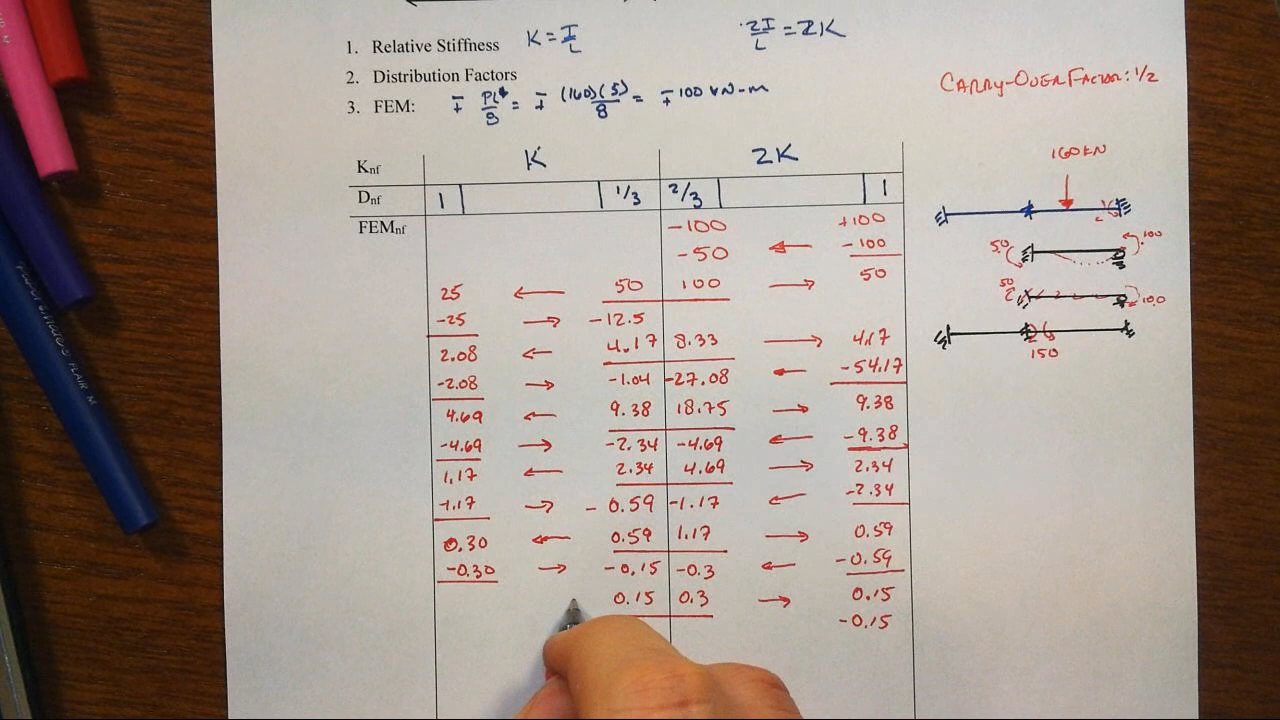 1. Relative Stiffness K = I/L 2I/L = 2K
2. Distribution Factors
CARRY-OVER FACTOR: 1/2
3. FEM: ∓ PL/8 = ∓ (160)(5)/8 = ∓100 kN-m
Knf K 2K
160 kN
Dnf 1 1/3 2/3 1
FEMnf -100 +100
-50 ← -100
50 100
25 ← 50 100 → 50
50 100
-25 → -12.5
2.08 ← 4.17 8.33 → 4.17
150
-2.08 → -1.04 -27.08 ← -54.17
4.69 ← 9.38 18.75 → 9.38
-4.69 → -2.34 -4.69 ← -9.38
1.17 ← 2.34 4.69 → 2.34
-1.17 → -0.59 -1.17 ← -2.34
0.30 ← 0.59 1.17 → 0.59
-0.30 → -0.15 -0.3 ← -0.59
0.15 0.3 → 0.15
-0.15
FLAIR M